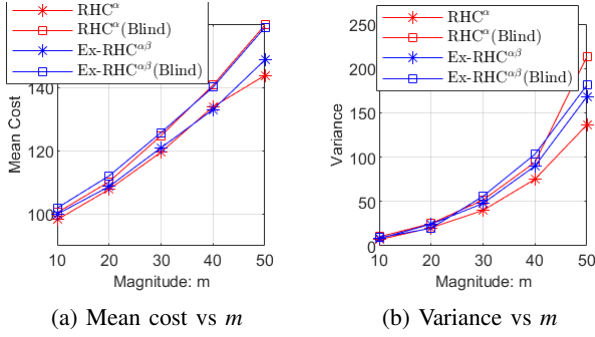 RHC^α
RHC^α(Blind)
Ex-RHC^αβ
Ex-RHC^αβ(Blind)
140
120
100
Mean Cost
10 20 30 40 50
Magnitude: m
(a) Mean cost vs m
RHC^α
RHC^α(Blind)
Ex-RHC^αβ
Ex-RHC^αβ(Blind)
250
200
150
100
50
0
Variance
10 20 30 40 50
Magnitude: m
(b) Variance vs m